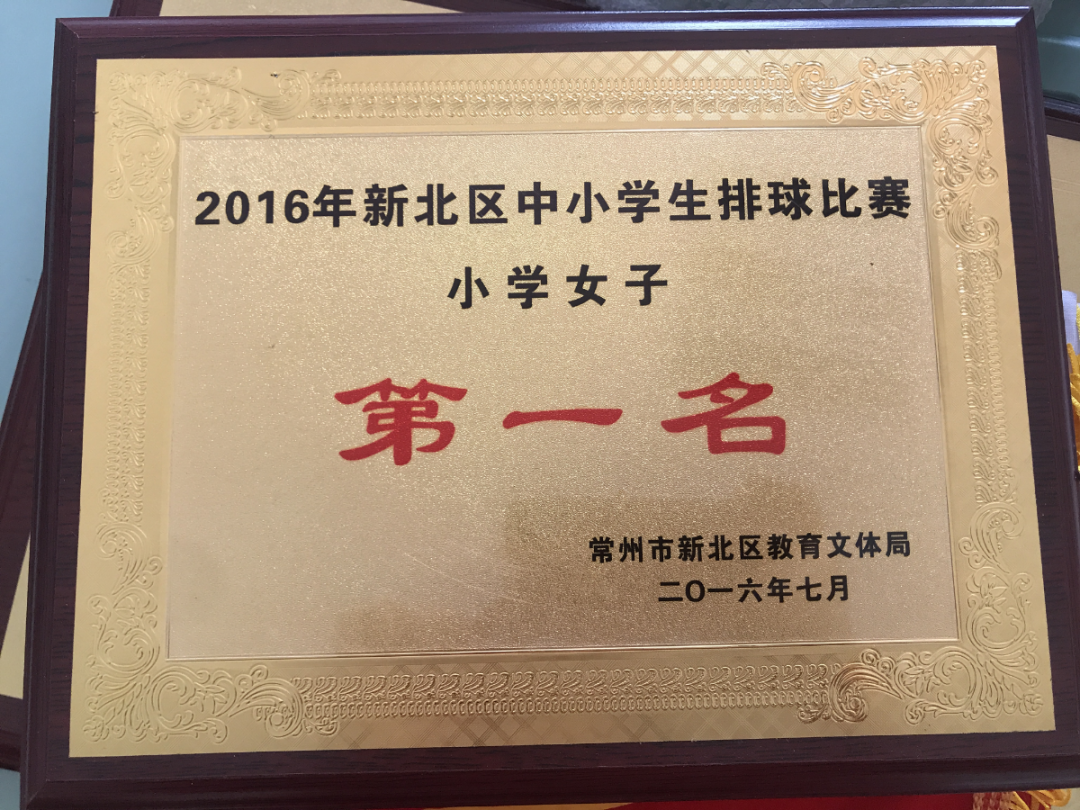 2016年新北区中小学生排球比赛
小学女子
第一名
常州市新北区教育文体局
二〇一六年七月